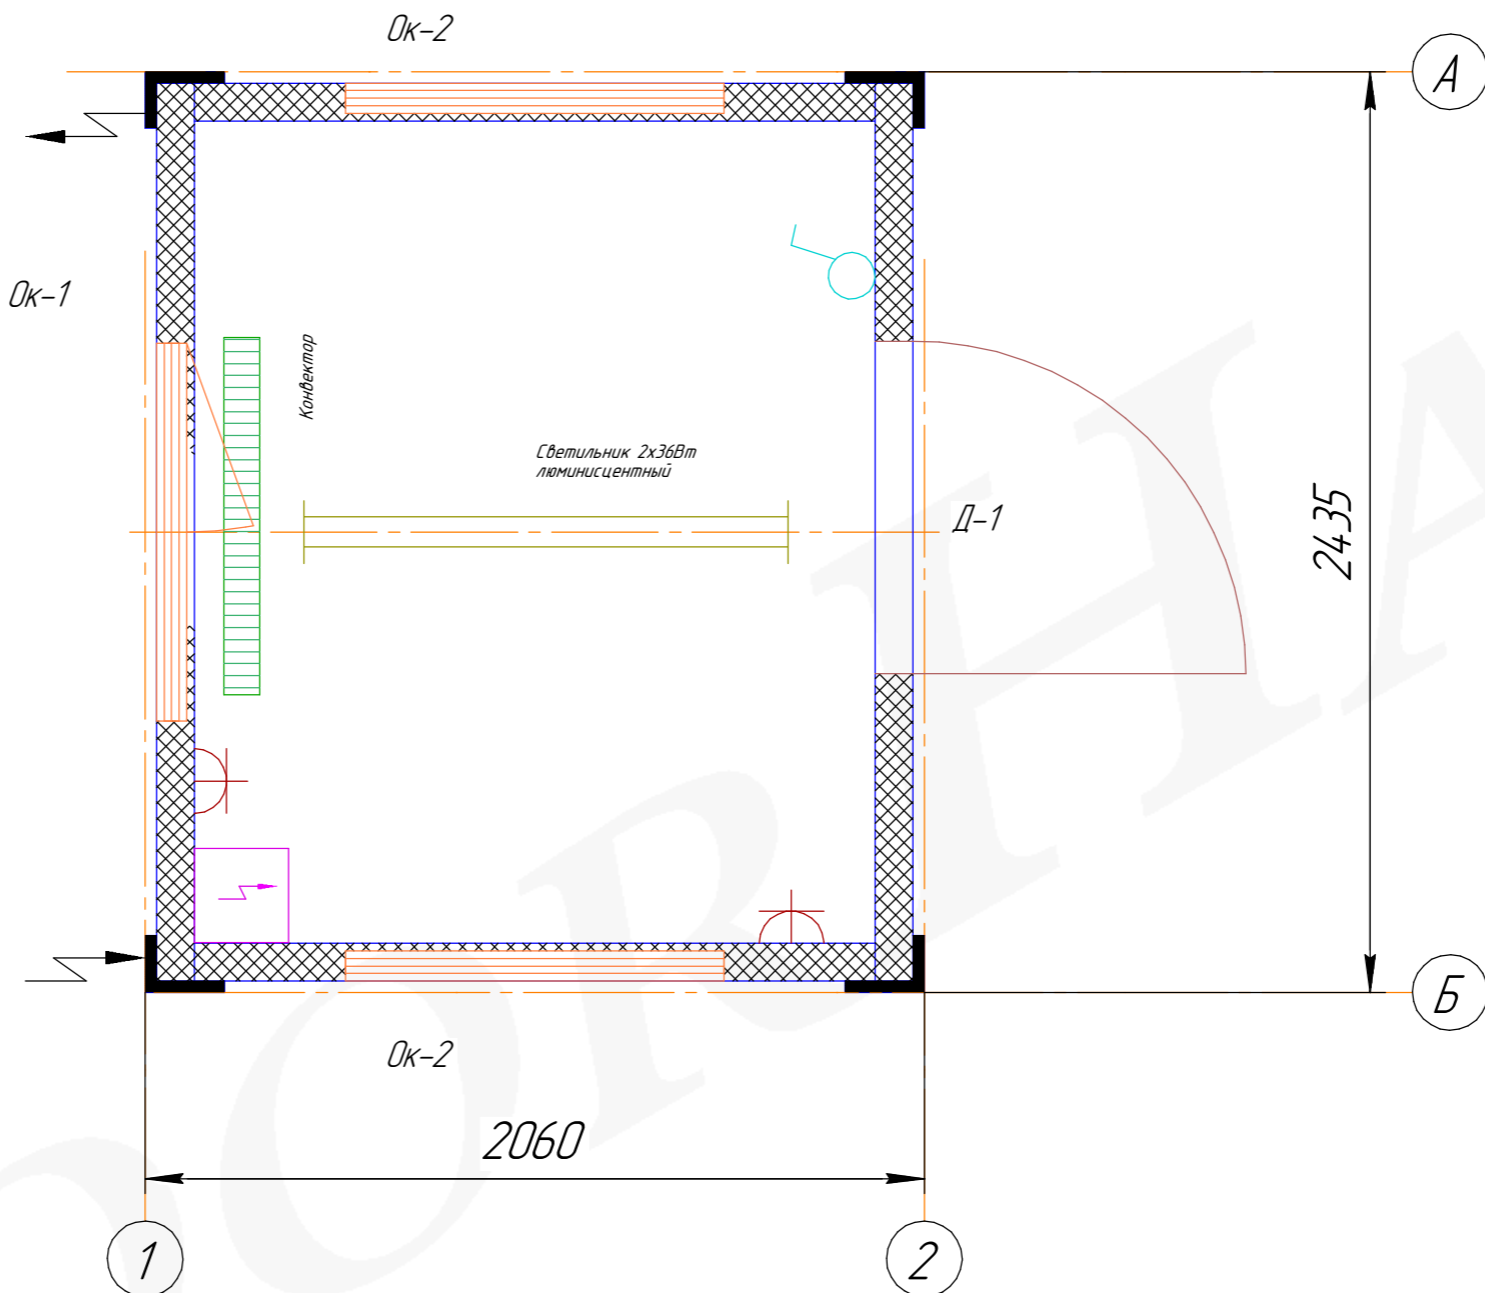 Ок-2
А
Ок-1
Конвектор
Светильник 2х36Вт
люминисцентный
Д-1
2435
Б
Ок-2
2060
1
2